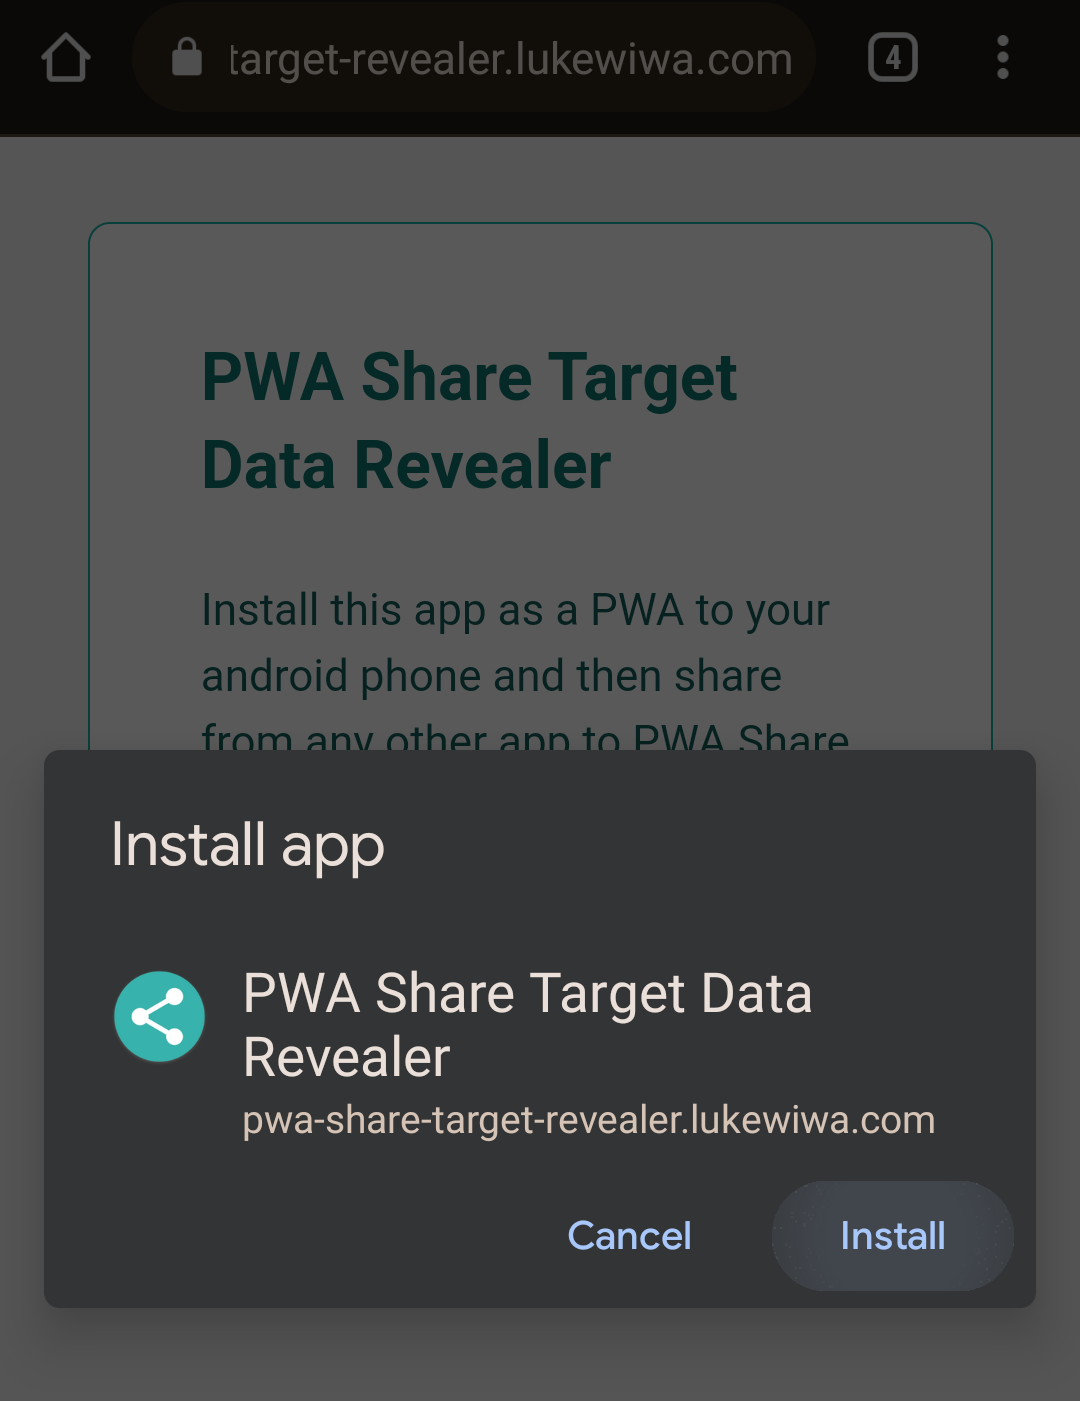 target-revealer.lukewiwa.com
4
PWA Share Target
Data Revealer
Install this app as a PWA to your
android phone and then share
from any other app to PWA Share
Install app
PWA Share Target Data
Revealer
pwa-share-target-revealer.lukewiwa.com
Cancel
Install